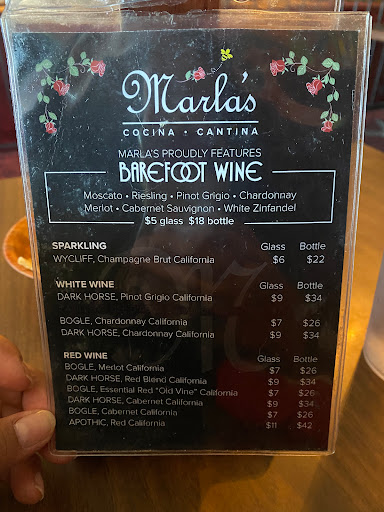 Marla's
COCINA • CANTINA
MARLA'S PROUDLY FEATURES
BAREFOOT WINE
Moscato • Riesling • Pinot Grigio • Chardonnay
Merlot • Cabernet Sauvignon • White Zinfandel
$5 glass $18 bottle
SPARKLING Glass Bottle
WYCLIFF, Champagne Brut California $6 $22
WHITE WINE Glass Bottle
DARK HORSE, Pinot Grigio California $9 $34
BOGLE, Chardonnay California $7 $26
DARK HORSE, Chardonnay California $9 $34
RED WINE Glass Bottle
BOGLE, Merlot California $7 $26
DARK HORSE, Red Blend California $9 $34
BOGLE, Essential Red "Old Vine" California $7 $26
DARK HORSE, Cabernet California $9 $34
BOGLE, Cabernet California $7 $26
APOTHIC, Red California $11 $42